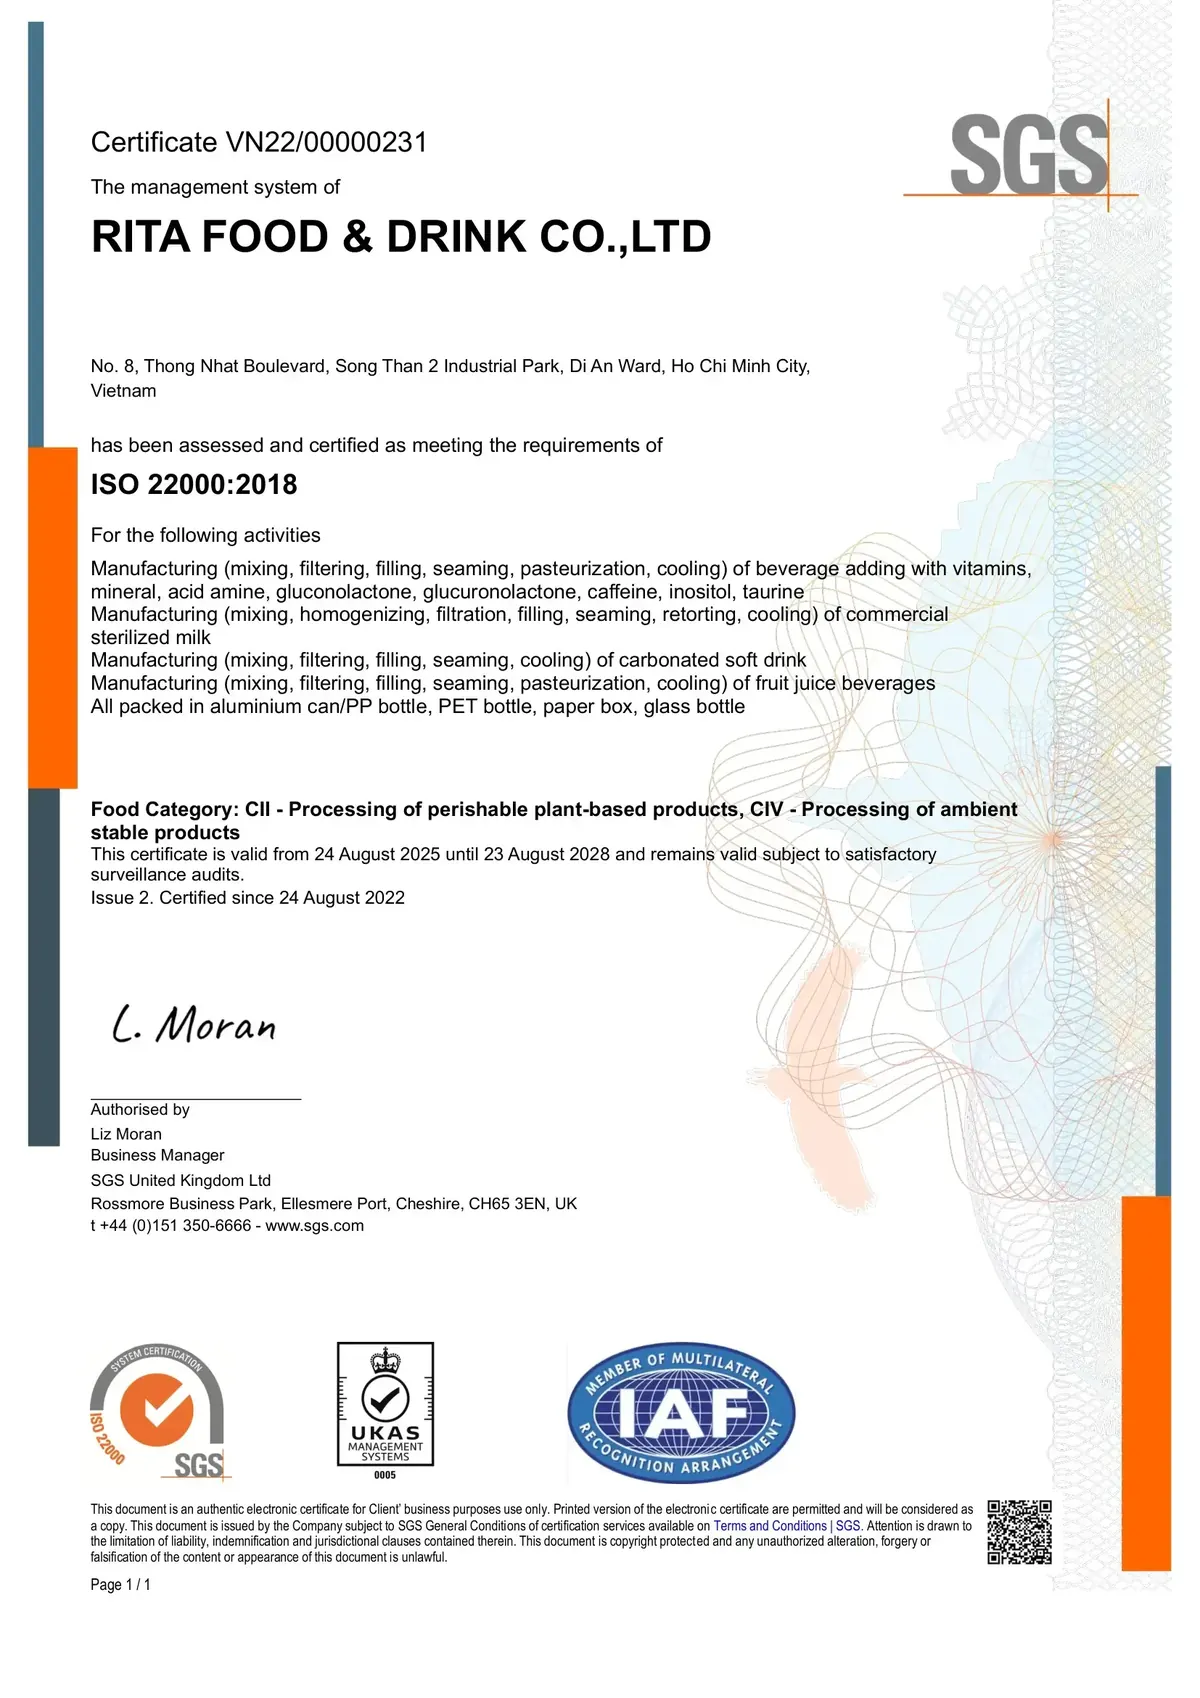 Certificate VN22/00000231
SGS
The management system of
RITA FOOD & DRINK CO.,LTD
No. 8, Thong Nhat Boulevard, Song Than 2 Industrial Park, Di An Ward, Ho Chi Minh City,
Vietnam
has been assessed and certified as meeting the requirements of
ISO 22000:2018
For the following activities
Manufacturing (mixing, filtering, filling, seaming, pasteurization, cooling) of beverage adding with vitamins,
mineral, acid amine, gluconolactone, glucuronolactone, caffeine, inositol, taurine
Manufacturing (mixing, homogenizing, filtration, filling, seaming, retorting, cooling) of commercial
sterilized milk
Manufacturing (mixing, filtering, filling, seaming, cooling) of carbonated soft drink
Manufacturing (mixing, filtering, filling, seaming, pasteurization, cooling) of fruit juice beverages
All packed in aluminium can/PP bottle, PET bottle, paper box, glass bottle
Food Category: CII - Processing of perishable plant-based products, CIV - Processing of ambient
stable products
This certificate is valid from 24 August 2025 until 23 August 2028 and remains valid subject to satisfactory
surveillance audits.
Issue 2. Certified since 24 August 2022
L. Moran
Authorised by
Liz Moran
Business Manager
SGS United Kingdom Ltd
Rossmore Business Park, Ellesmere Port, Cheshire, CH65 3EN, UK
t +44 (0)151 350-6666 - www.sgs.com
SYSTEM CERTIFICATION
ISO 22000
SGS
UKAS
MANAGEMENT
SYSTEMS
0005
MEMBER OF MULTILATERAL
IAF
RECOGNITION ARRANGEMENT
This document is an authentic electronic certificate for Client' business purposes use only. Printed version of the electronic certificate are permitted and will be considered as
a copy. This document is issued by the Company subject to SGS General Conditions of certification services available on Terms and Conditions | SGS. Attention is drawn to
the limitation of liability, indemnification and jurisdictional clauses contained therein. This document is copyright protected and any unauthorized alteration, forgery or
falsification of the content or appearance of this document is unlawful.
Page 1 / 1